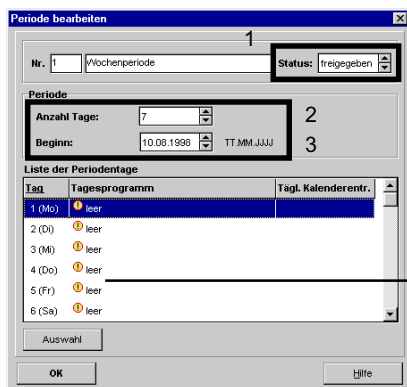 Periode bearbeiten
1
Nr. 1 Wochenperiode Status: freigegeben
Periode
Anzahl Tage: 7 2
Beginn: 10.08.1998 TT.MM.JJJJ 3
Liste der Periodentage
Tag Tagesprogramm Tägl. Kalenderentr.
1 (Mo) leer
2 (Di) leer
3 (Mi) leer
4 (Do) leer
5 (Fr) leer
6 (Sa) leer
Auswahl
OK Hilfe